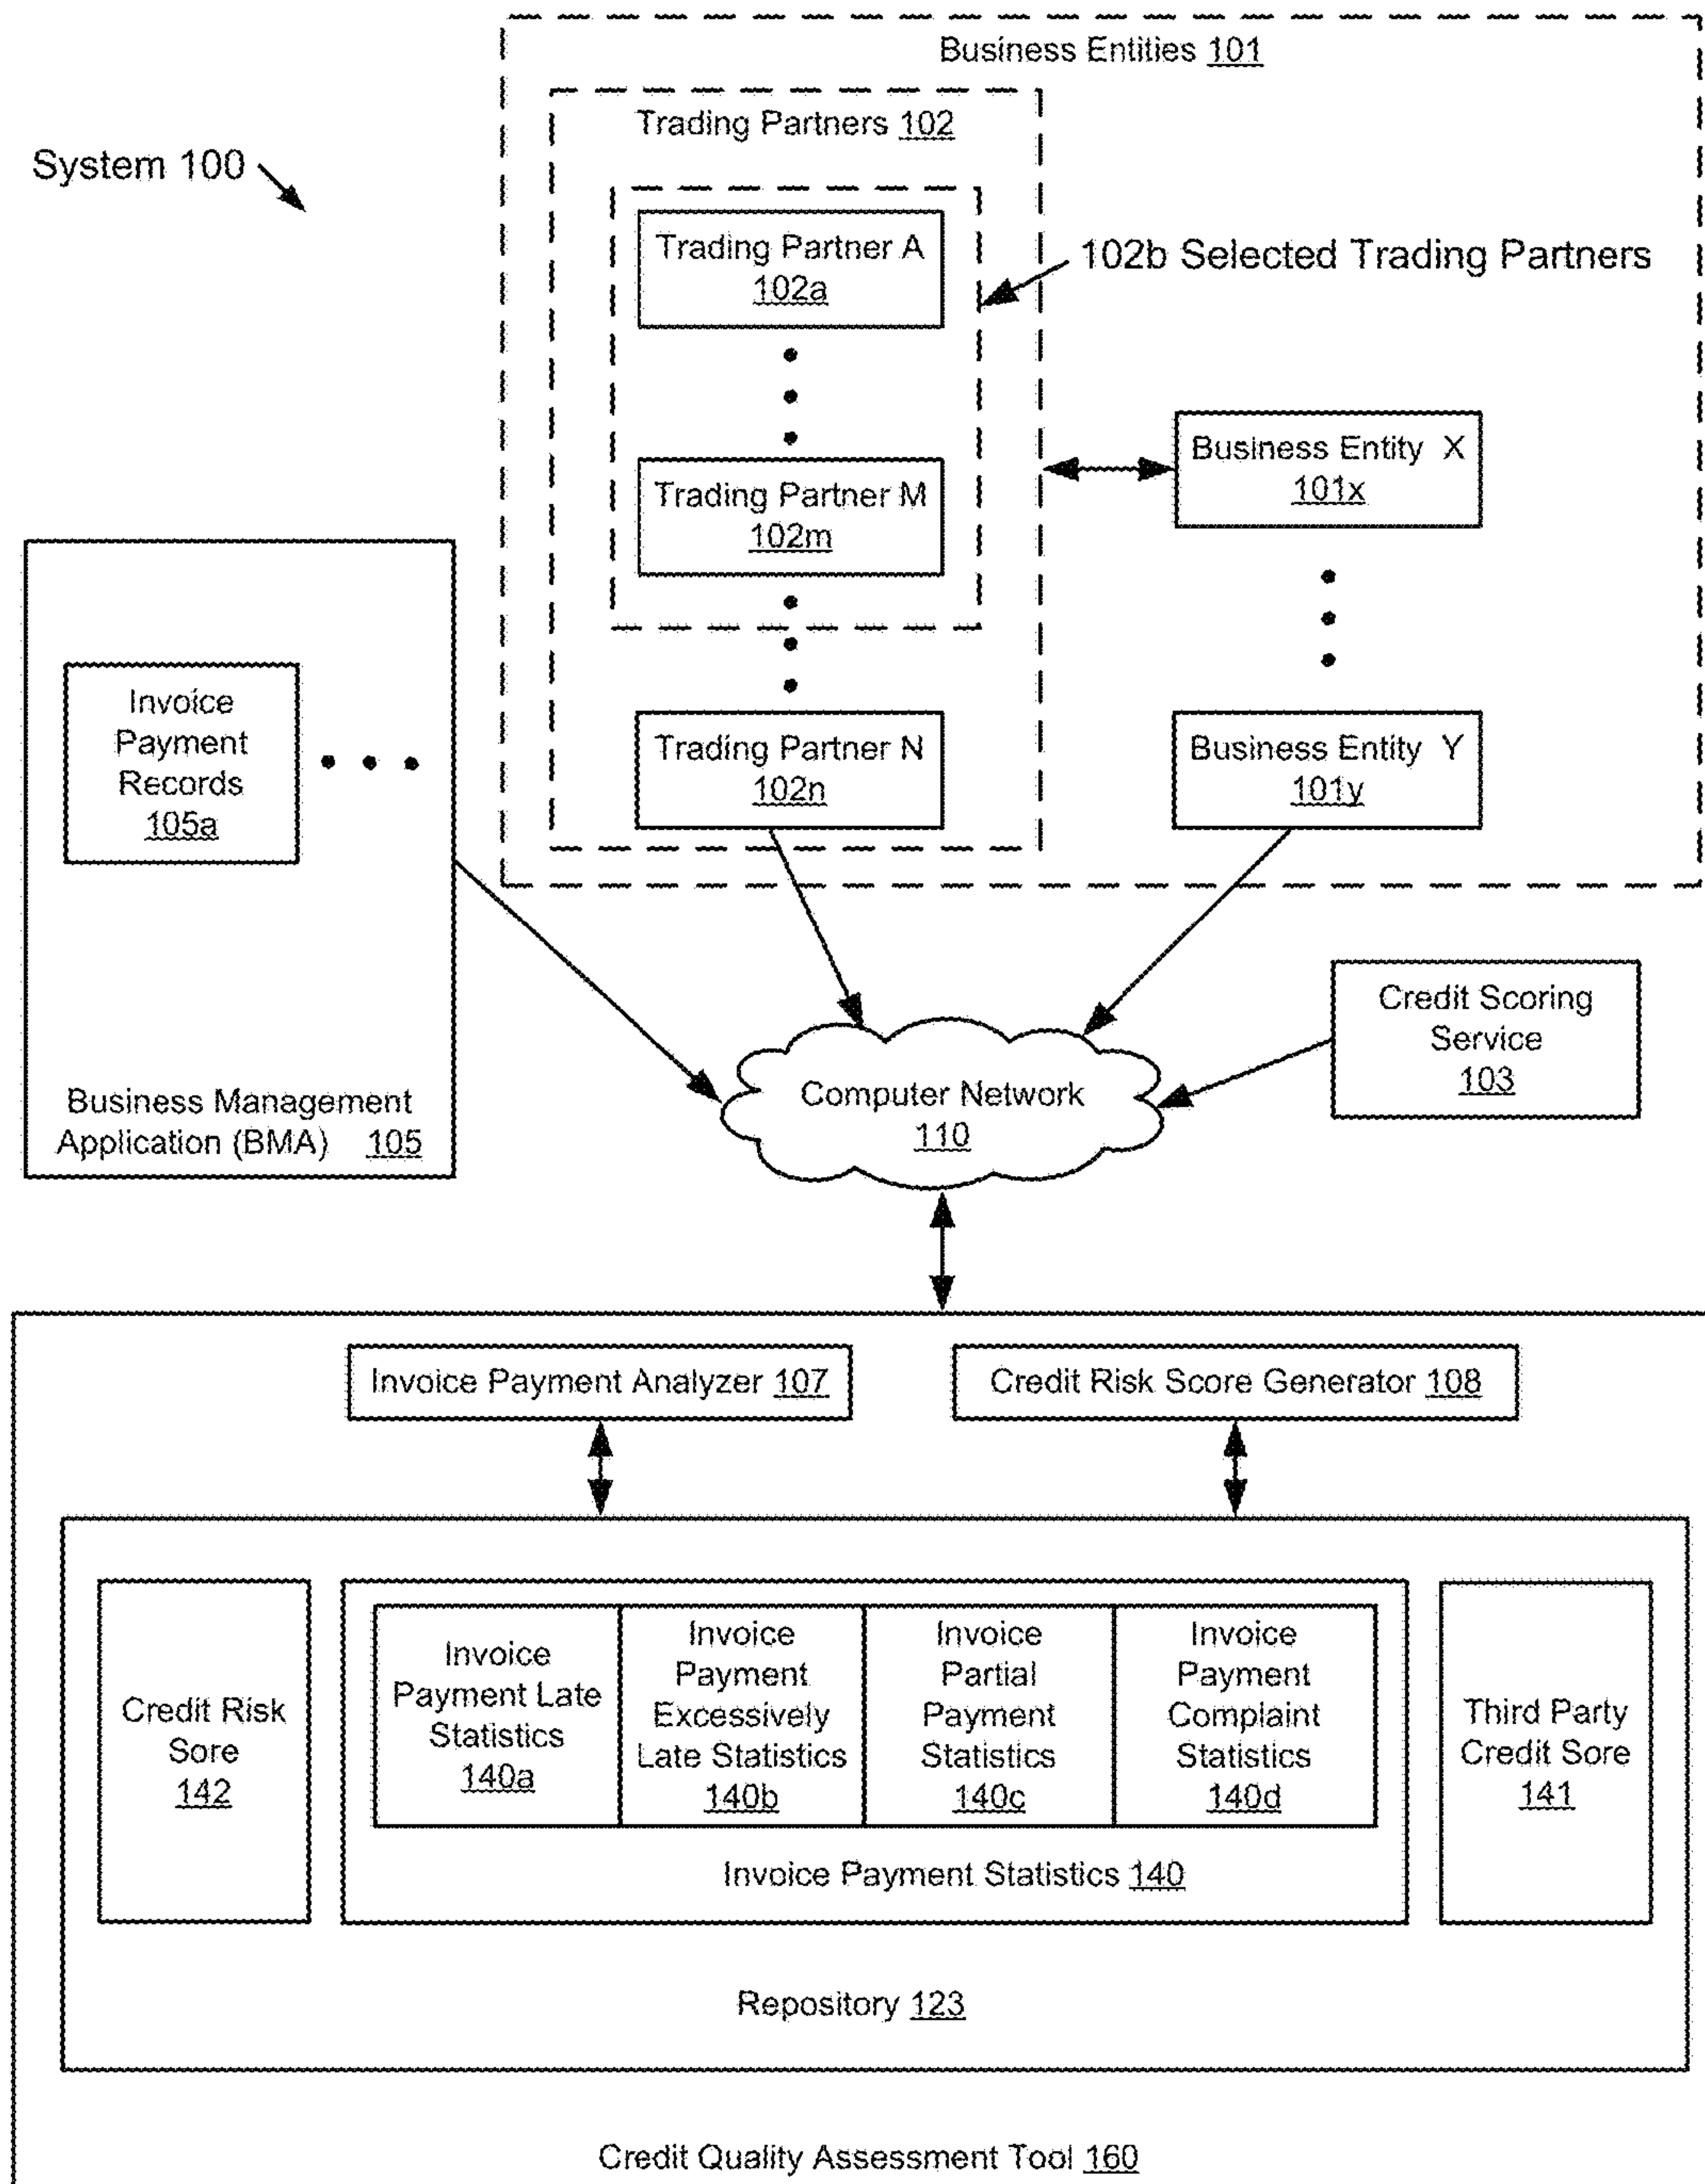 Business Entities 101
Trading Partners 102
System 100
Trading Partner A
102a
102b Selected Trading Partners
Trading Partner M
102m
Business Entity X
101x
Trading Partner N
102n
Business Entity Y
101y
Invoice
Payment
Records
105a
Business Management
Application (BMA) 105
Credit Scoring
Service
103
Computer Network
110
Invoice Payment Analyzer 107
Credit Risk Score Generator 108
Credit Risk
Sore
142
Invoice
Payment Late
Statistics
140a
Invoice
Payment
Excessively
Late Statistics
140b
Invoice
Partial
Payment
Statistics
140c
Invoice
Payment
Complaint
Statistics
140d
Invoice Payment Statistics 140
Third Party
Credit Sore
141
Repository 123
Credit Quality Assessment Tool 160